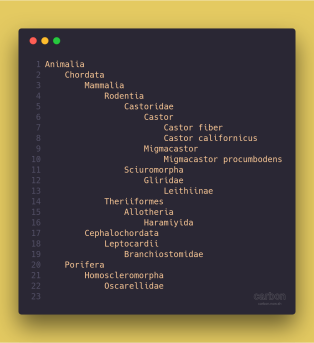 1 Animalia
2 Chordata
3 Mammalia
4 Rodentia
5 Castoridae
6 Castor
7 Castor fiber
8 Castor californicus
9 Migmacastor
10 Migmacastor procumbodens
11 Sciuromorpha
12 Gliridae
13 Leithiinae
14 Theriiformes
15 Allotheria
16 Haramiyida
17 Cephalochordata
18 Leptocardii
19 Branchiostomidae
20 Porifera
21 Homoscleromorpha
22 Oscarellidae
23
carbon